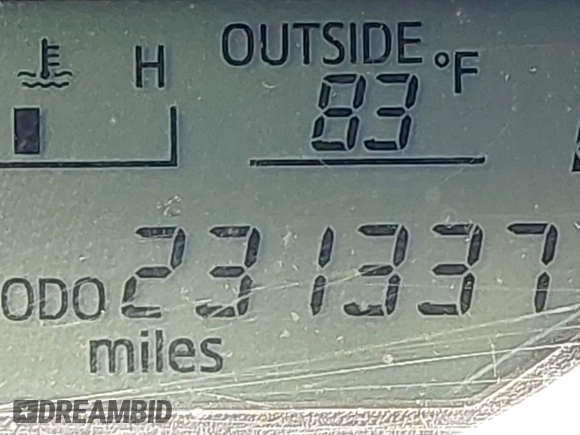 H OUTSIDE
83 °F
ODO 231337
miles
DREAMBID